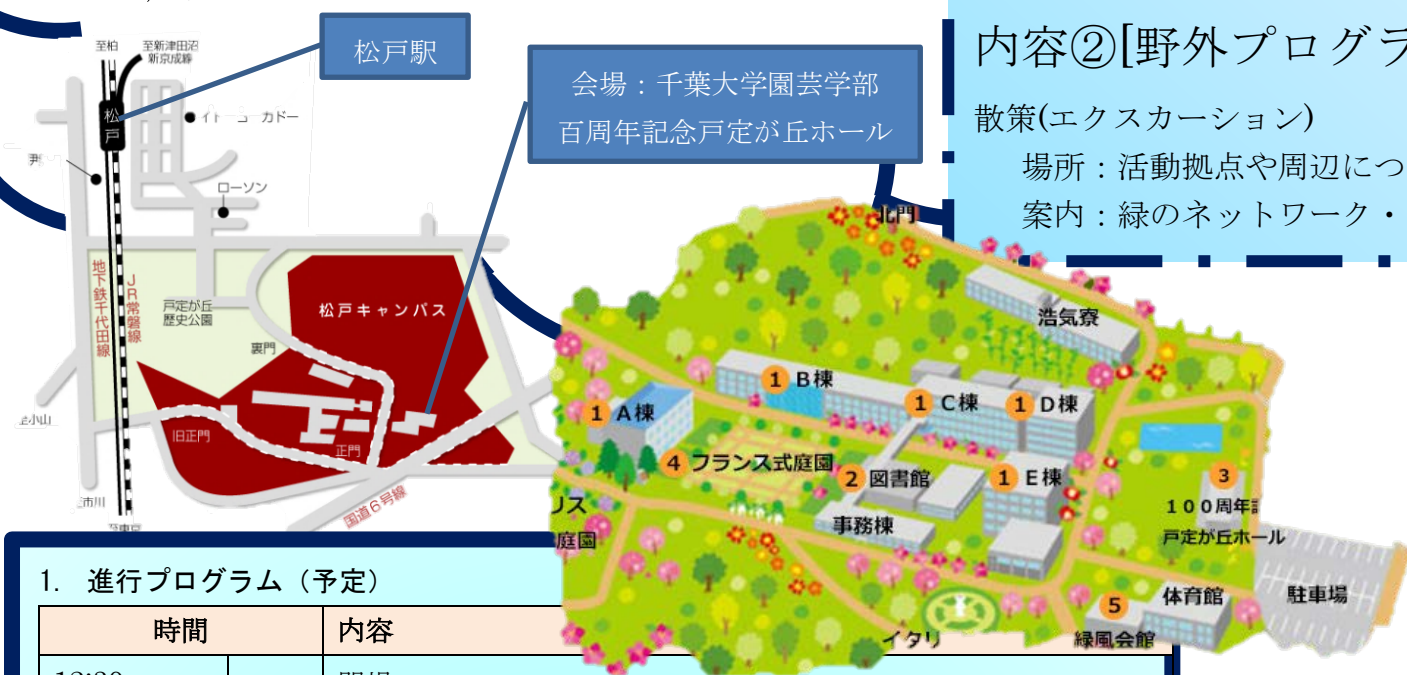 至柏
至新津田沼
新京成線
松戸駅
松戸
ローソン
地下鉄千代田線
JR常磐線
戸定が丘
歴史公園
松戸キャンパス
裏門
旧正門
正門
国道6号線
会場：千葉大学園芸学部
百周年記念戸定が丘ホール
内容②[野外プログラ
散策(エクスカーション)
場所：活動拠点や周辺につ
案内：緑のネットワーク・
北門
浩気寮
1 B棟
1 C棟
1 D棟
1 A棟
4 フランス式庭園
2 図書館
1 E棟
事務棟
3
100周年
戸定が丘ホール
リス
庭園
体育館
駐車場
5
緑風会館
イタリ
1. 進行プログラム（予定）
時間 内容